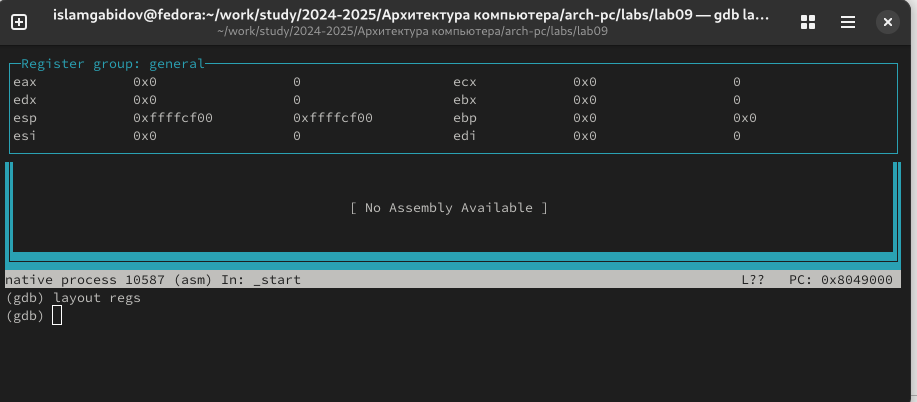 islamgabidov@fedora:~/work/study/2024-2025/Архитектура компьютера/arch-pc/labs/lab09 — gdb la...
~/work/study/2024-2025/Архитектура компьютера/arch-pc/labs/lab09
Register group: general
eax 0x0 0 ecx 0x0 0
edx 0x0 0 ebx 0x0 0
esp 0xffffcf00 0xffffcf00 ebp 0x0 0x0
esi 0x0 0 edi 0x0 0
[ No Assembly Available ]
native process 10587 (asm) In: _start L?? PC: 0x8049000
(gdb) layout regs
(gdb)